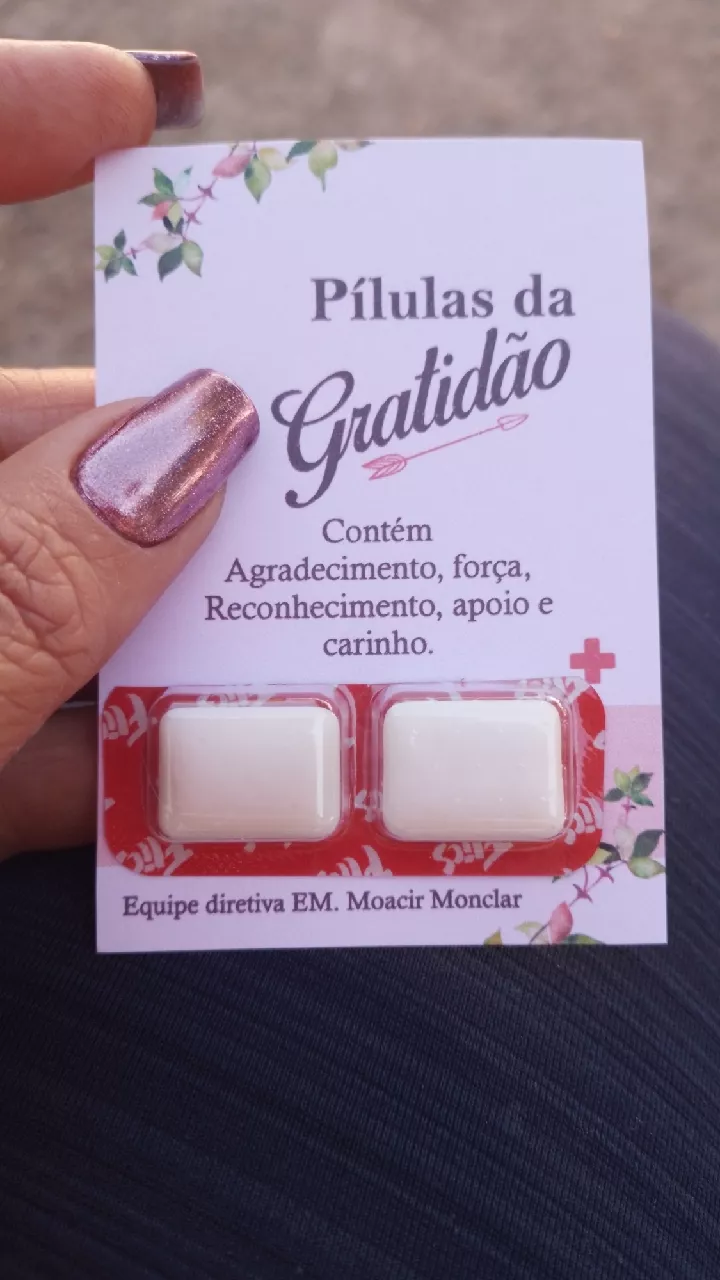 Pílulas da
Gratidão
Contém
Agradecimento, força,
Reconhecimento, apoio e
carinho.
Equipe diretiva EM. Moacir Monclar